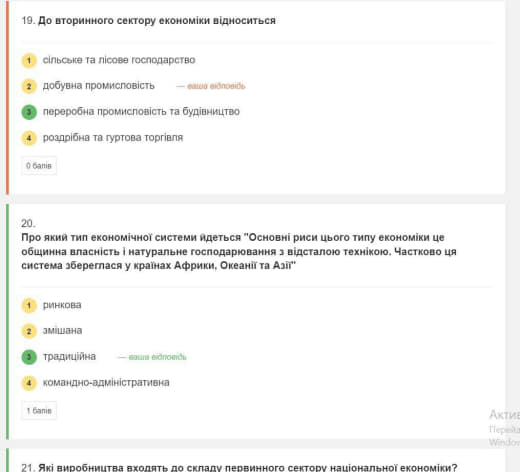 19. До вторинного сектору економіки відноситься
1 сільське та лісове господарство
2 добувна промисловість — ваша відповідь
3 переробна промисловість та будівництво
4 роздрібна та гуртова торгівля
0 балів
20.
Про який тип економічної системи йдеться "Основні риси цього типу економіки це
общинна власність і натуральне господарювання з відсталою технікою. Частково ця
система збереглася у країнах Африки, Океанії та Азії"
1 ринкова
2 змішана
3 традиційна — ваша відповідь
4 командно-адміністративна
1 балів
Актив
Перейд
Window
21. Які виробництва входять до складу первинного сектору національної економіки?